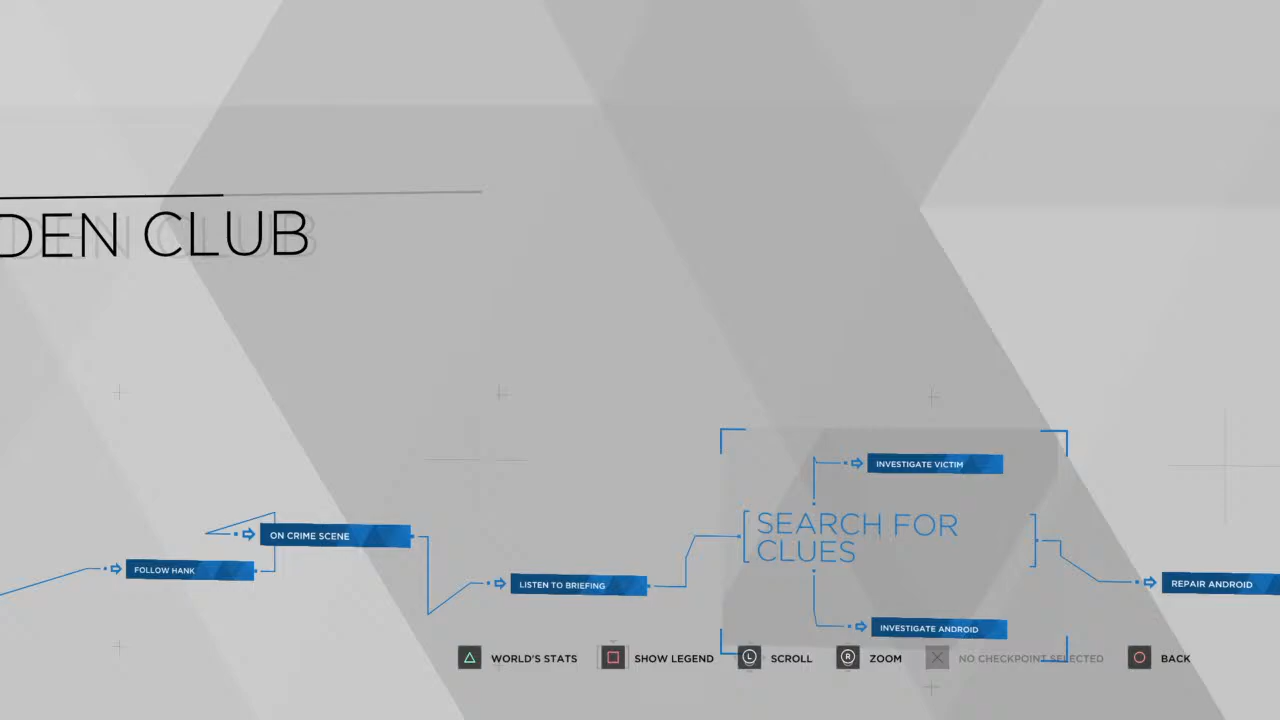 DEN CLUB
INVESTIGATE VICTIM
SEARCH FOR
CLUES
ON CRIME SCENE
FOLLOW HANK
LISTEN TO BRIEFING
REPAIR ANDROID
INVESTIGATE ANDROID
WORLD'S STATS
SHOW LEGEND
L
SCROLL
R
ZOOM
NO CHECKPOINT SELECTED
BACK